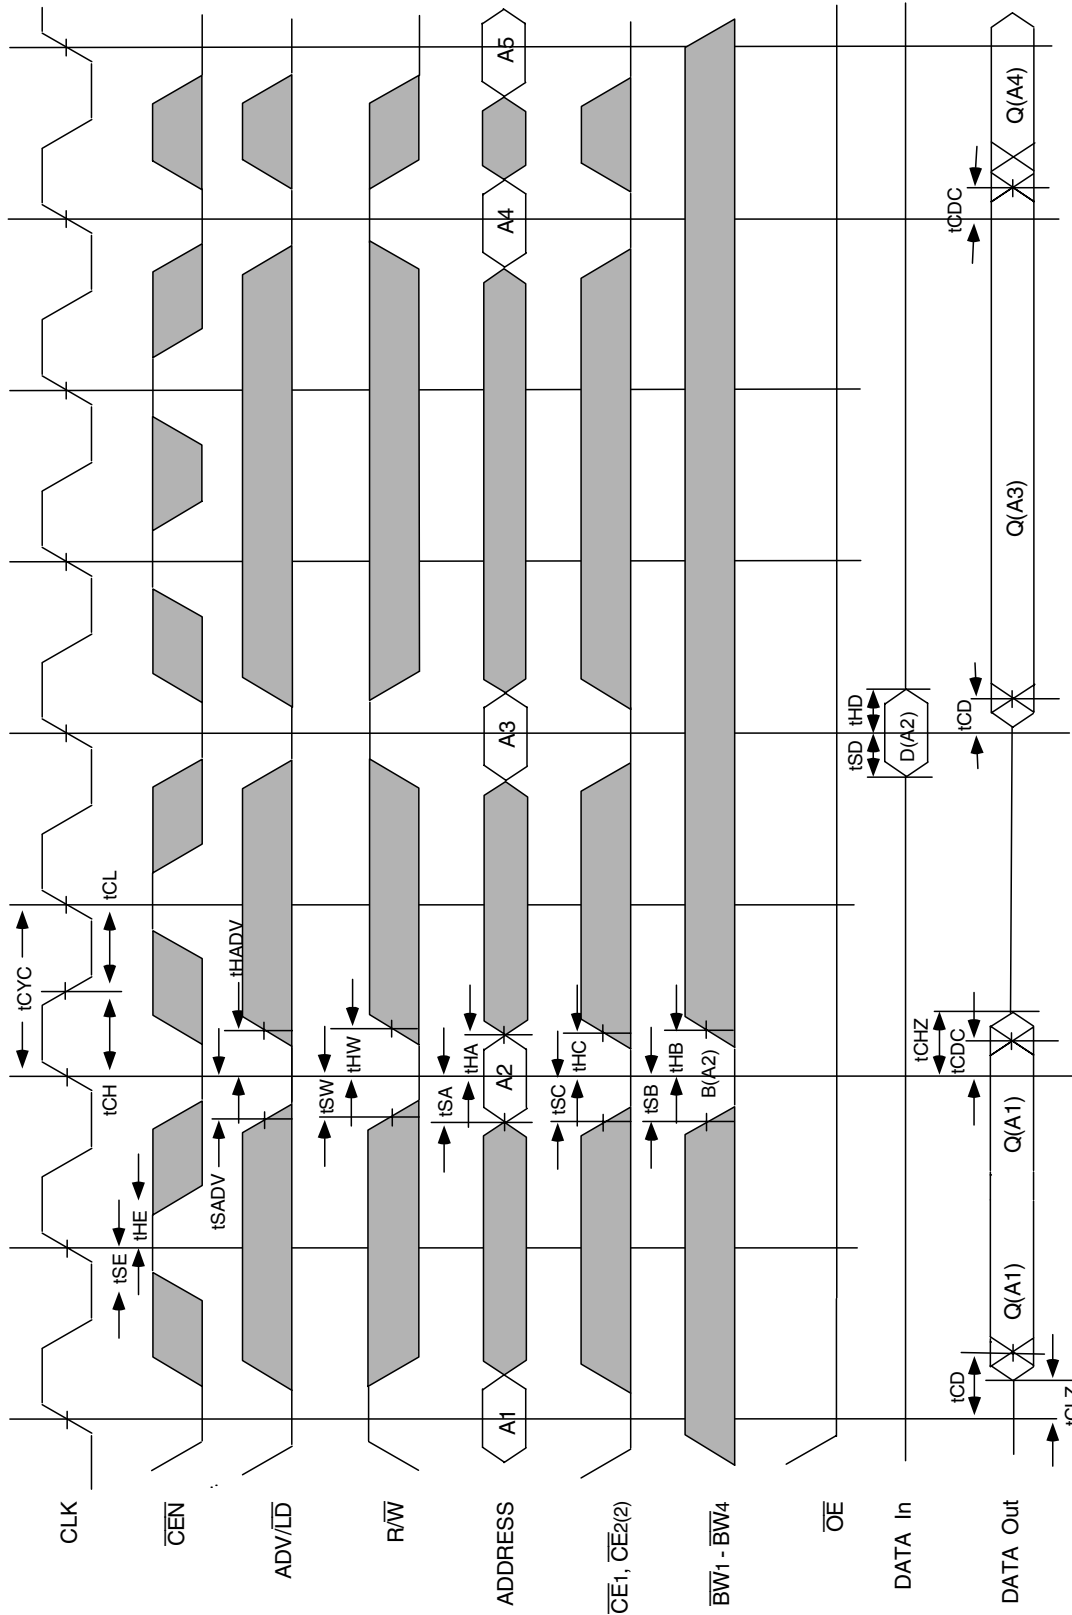 CLK
tCYC
tCH
tCL
tSE
tHE
CEN
tSADV
tHADV
ADV/LD
tSW
tHW
R/W
tSA
tHA
ADDRESS
A1
A2
A3
A4
A5
tSC
tHC
CE1, CE2(2)
tSB
tHB
B(A2)
BW1 - BW4
OE
tSD
tHD
D(A2)
DATA In
tCD
tCHZ
tCDC
tCD
tCDC
Q(A1)
Q(A1)
Q(A3)
Q(A4)
DATA Out
tCLZ